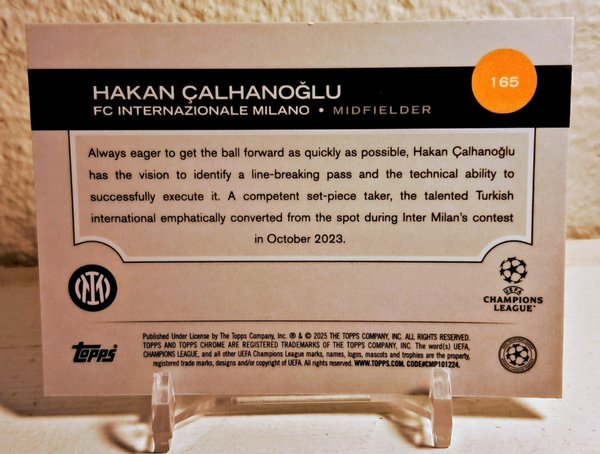 165
HAKAN ÇALHANOĞLU
FC INTERNAZIONALE MILANO • MIDFIELDER
Always eager to get the ball forward as quickly as possible, Hakan Çalhanoğlu
has the vision to identify a line-breaking pass and the technical ability to
successfully execute it. A competent set-piece taker, the talented Turkish
international emphatically converted from the spot during Inter Milan's contest
in October 2023.
UEFA
CHAMPIONS
LEAGUE
Topps
Published Under License by The Topps Company, Inc. ® & © 2025 THE TOPPS COMPANY, INC. ALL RIGHTS RESERVED.
TOPPS AND TOPPS CHROME ARE REGISTERED TRADEMARKS OF THE TOPPS COMPANY, INC. The word(s) UEFA,
CHAMPIONS LEAGUE, and all other UEFA Champions League marks, names, logos, mascots and trophies are the property,
registered trade marks, designs and/or copyright of UEFA. All rights reserved. WWW.TOPPS.COM. CODE#CMP101224.